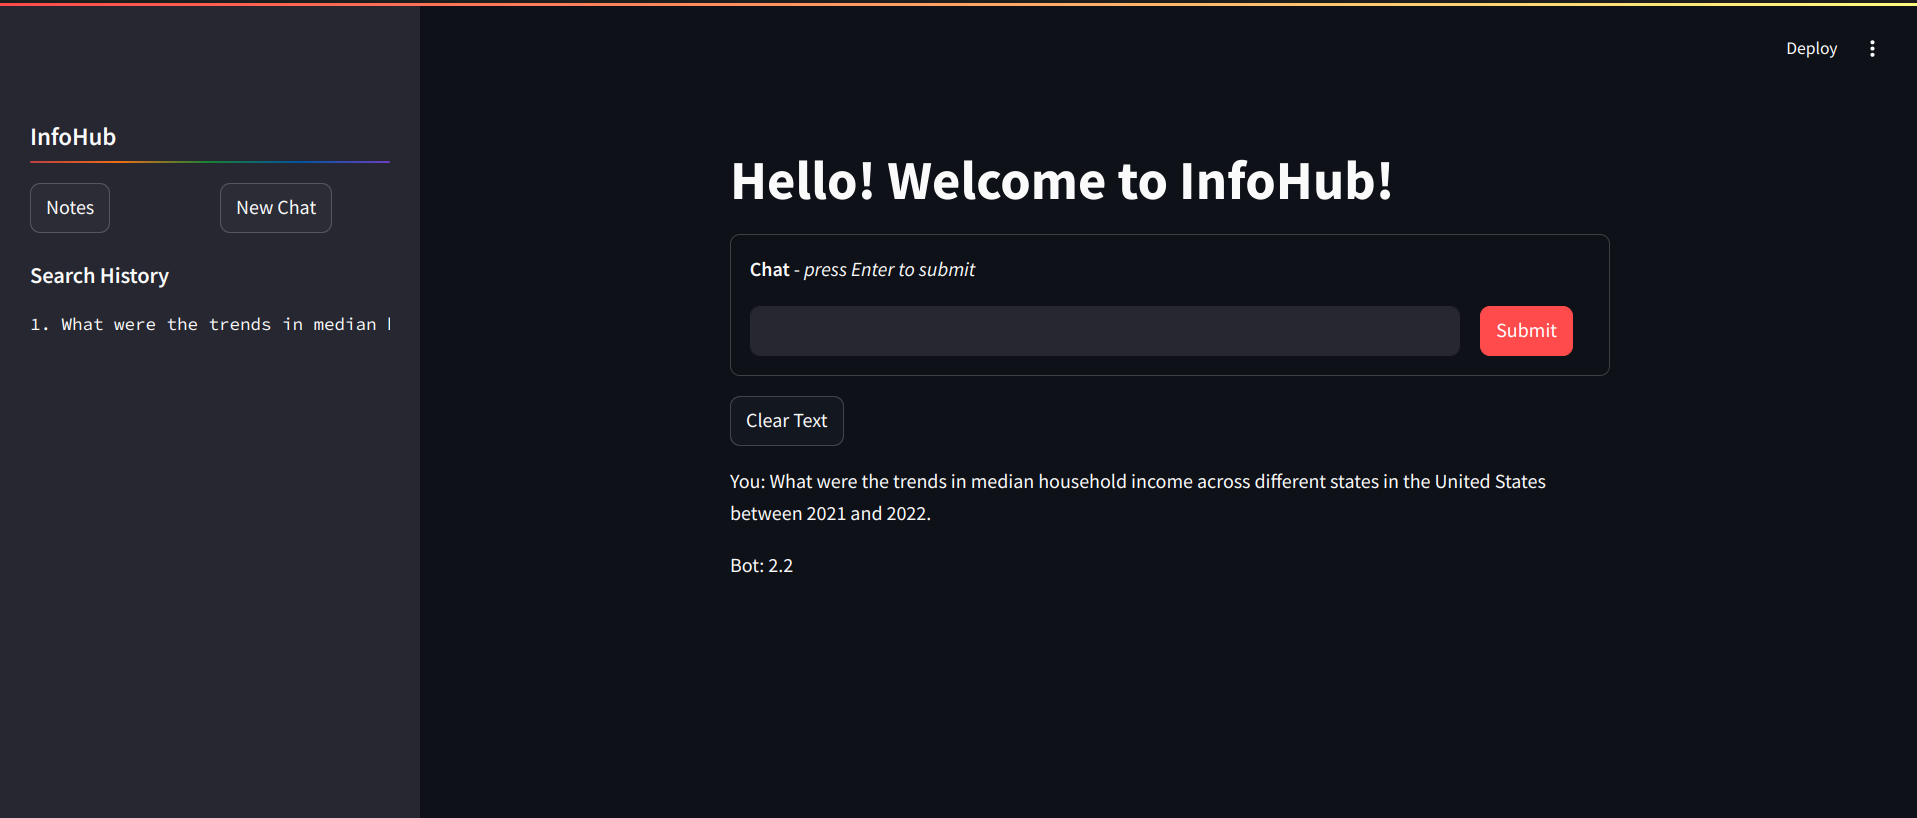 Deploy
InfoHub
Notes
New Chat
Search History
1. What were the trends in median
Hello! Welcome to InfoHub!
Chat - press Enter to submit
Submit
Clear Text
You: What were the trends in median household income across different states in the United States
between 2021 and 2022.
Bot: 2.2